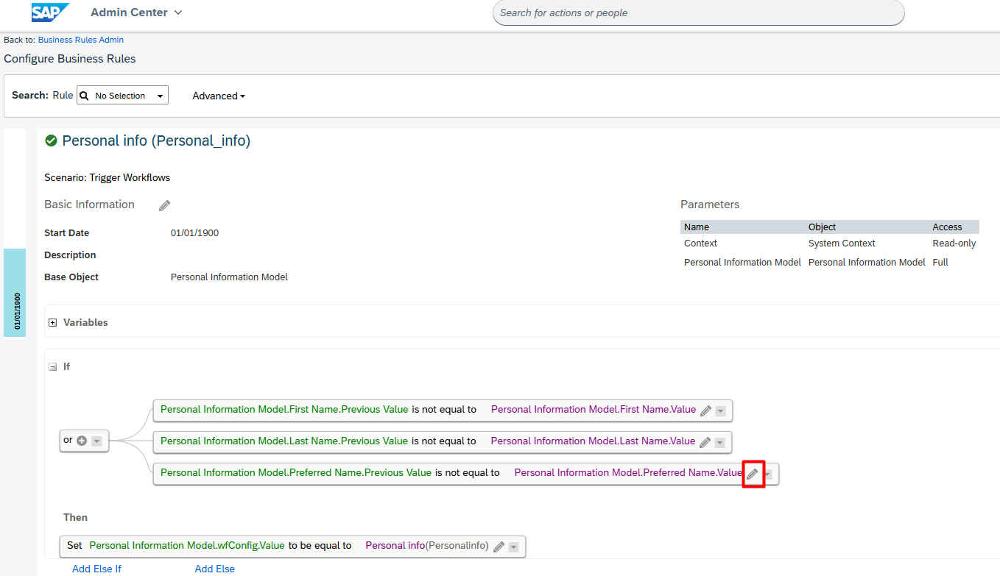 SAP Admin Center Search for actions or people
Back to: Business Rules Admin
Configure Business Rules
Search: Rule No Selection Advanced
Personal info (Personal_info)
Scenario: Trigger Workflows
Basic Information
Start Date 01/01/1900
Description
Base Object Personal Information Model
Parameters
Name Object Access
Context System Context Read-only
Personal Information Model Personal Information Model Full
01/01/1900
Variables
If
or
Personal Information Model.First Name.Previous Value is not equal to Personal Information Model.First Name.Value
Personal Information Model.Last Name.Previous Value is not equal to Personal Information Model.Last Name.Value
Personal Information Model.Preferred Name.Previous Value is not equal to Personal Information Model.Preferred Name.Value
Then
Set Personal Information Model.wfConfig.Value to be equal to Personal info(Personalinfo)
Add Else If Add Else